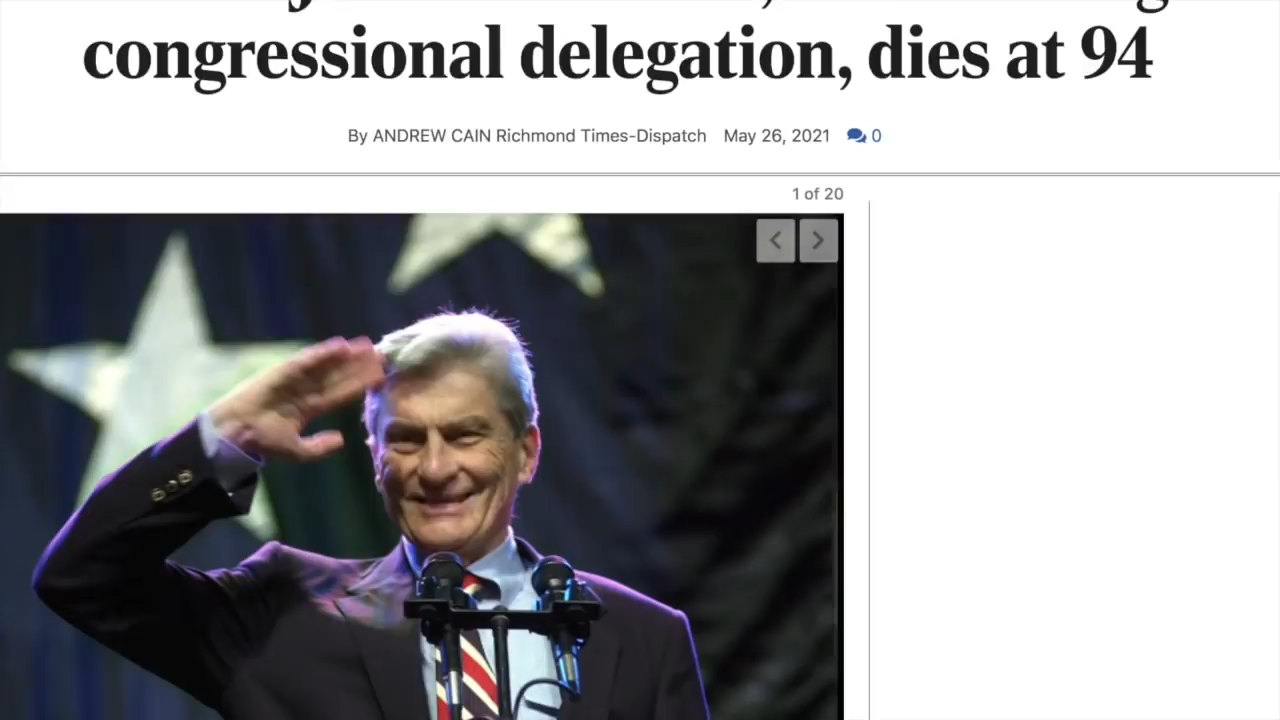 congressional delegation, dies at 94
By ANDREW CAIN Richmond Times-Dispatch May 26, 2021 0
1 of 20